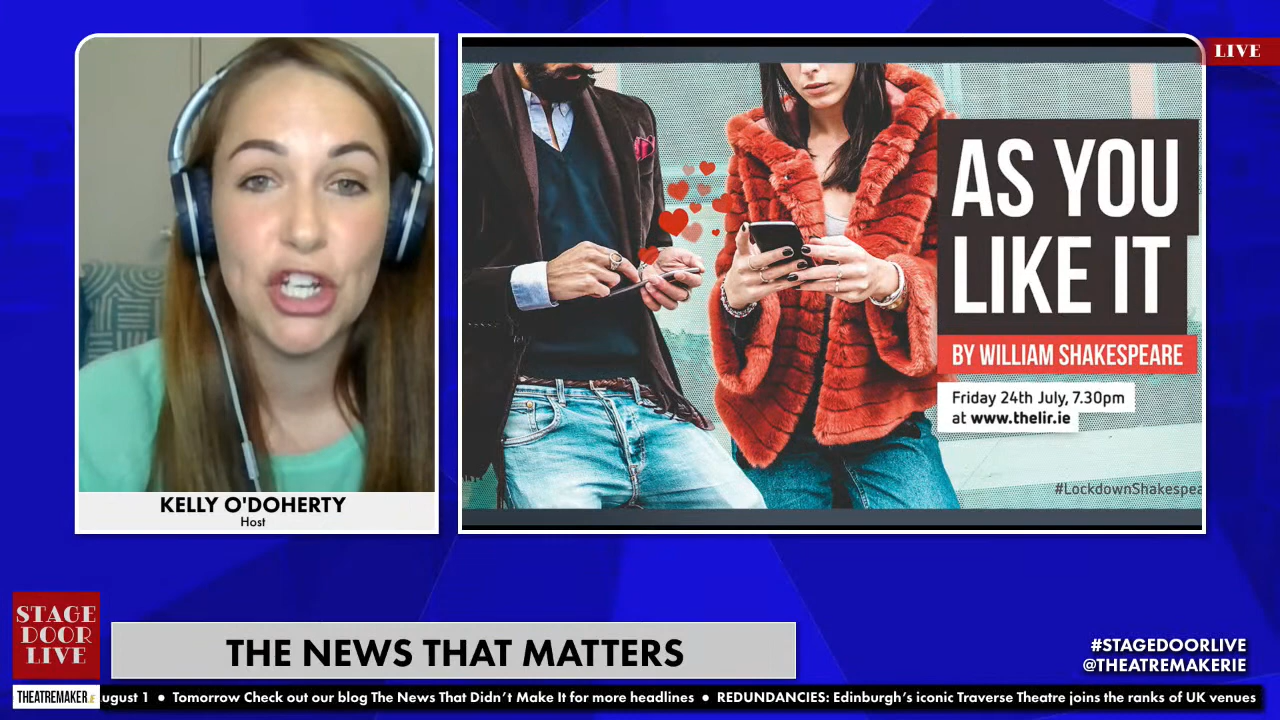 LIVE
AS YOU
LIKE IT
BY WILLIAM SHAKESPEARE
Friday 24th July, 7.30pm
at www.thelir.ie
#LockdownShakespea
KELLY O'DOHERTY
Host
STAGE
DOOR
LIVE
THE NEWS THAT MATTERS
#STAGEDOORLIVE
@THEATREMAKERIE
THEATREMAKER.IE
ugust 1 ● Tomorrow Check out our blog The News That Didn't Make It for more headlines ● REDUNDANCIES: Edinburgh's iconic Traverse Theatre joins the ranks of UK venues